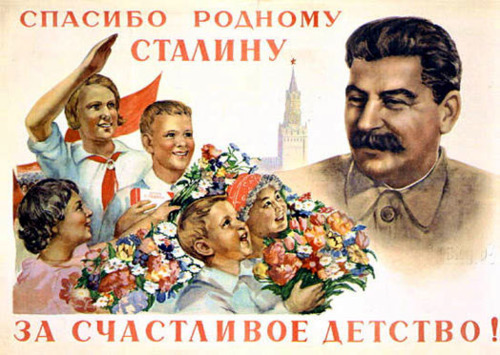 СПАСИБО РОДНОМУ
СТАЛИНУ
ЗА СЧАСТЛИВОЕ ДЕТСТВО!